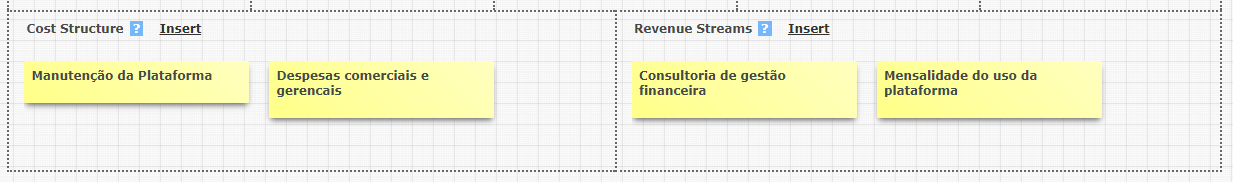 Cost Structure ? Insert
Manutenção da Plataforma
Despesas comerciais e
gerencais
Revenue Streams ? Insert
Consultoria de gestão
financeira
Mensalidade do uso da
plataforma